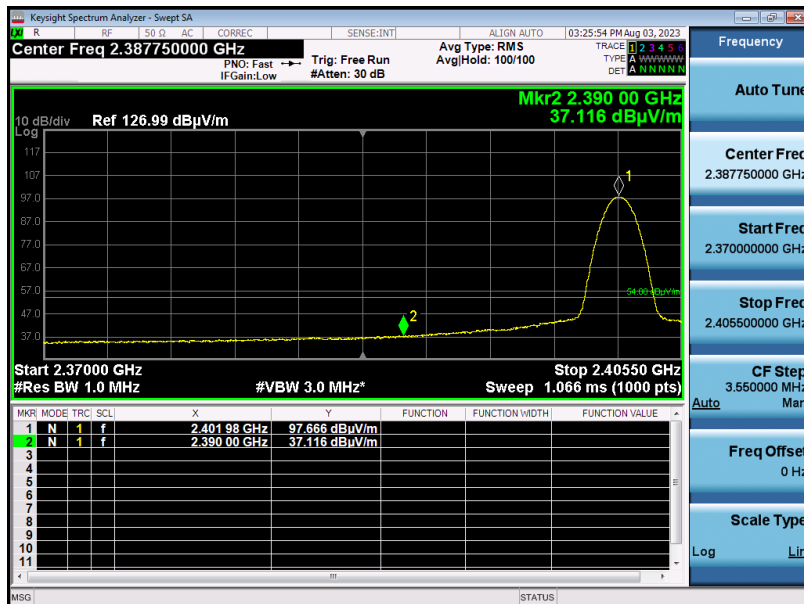 Keysight Spectrum Analyzer - Swept SA
LXI R RF 50 Ω AC CORREC SENSE:INT ALIGN AUTO 03:25:54 PM Aug 03, 2023
Center Freq 2.387750000 GHz
PNO: Fast
IFGain:Low
Trig: Free Run
#Atten: 30 dB
Avg Type: RMS
Avg|Hold: 100/100
TRACE 1 2 3 4 5 6
TYPE A W W W W W
DET A N N N N N
Mkr2 2.390 00 GHz
37.116 dBµV/m
10 dB/div
Log
Ref 126.99 dBµV/m
117
107
97.0
87.0
77.0
67.0
57.0
47.0
37.0
1
2
54.00 dBµV/m
Start 2.37000 GHz
Stop 2.40550 GHz
#Res BW 1.0 MHz
#VBW 3.0 MHz*
Sweep 1.066 ms (1000 pts)
MKR MODE TRC SCL X Y FUNCTION FUNCTION WIDTH FUNCTION VALUE
1 N 1 f 2.401 98 GHz 97.666 dBµV/m
2 N 1 f 2.390 00 GHz 37.116 dBµV/m
3
4
5
6
7
8
9
10
11
MSG
STATUS
Frequency
Auto Tune
Center Freq
2.387750000 GHz
Start Freq
2.370000000 GHz
Stop Freq
2.405500000 GHz
CF Step
3.550000 MHz
Auto Man
Freq Offset
0 Hz
Scale Type
Log Lin